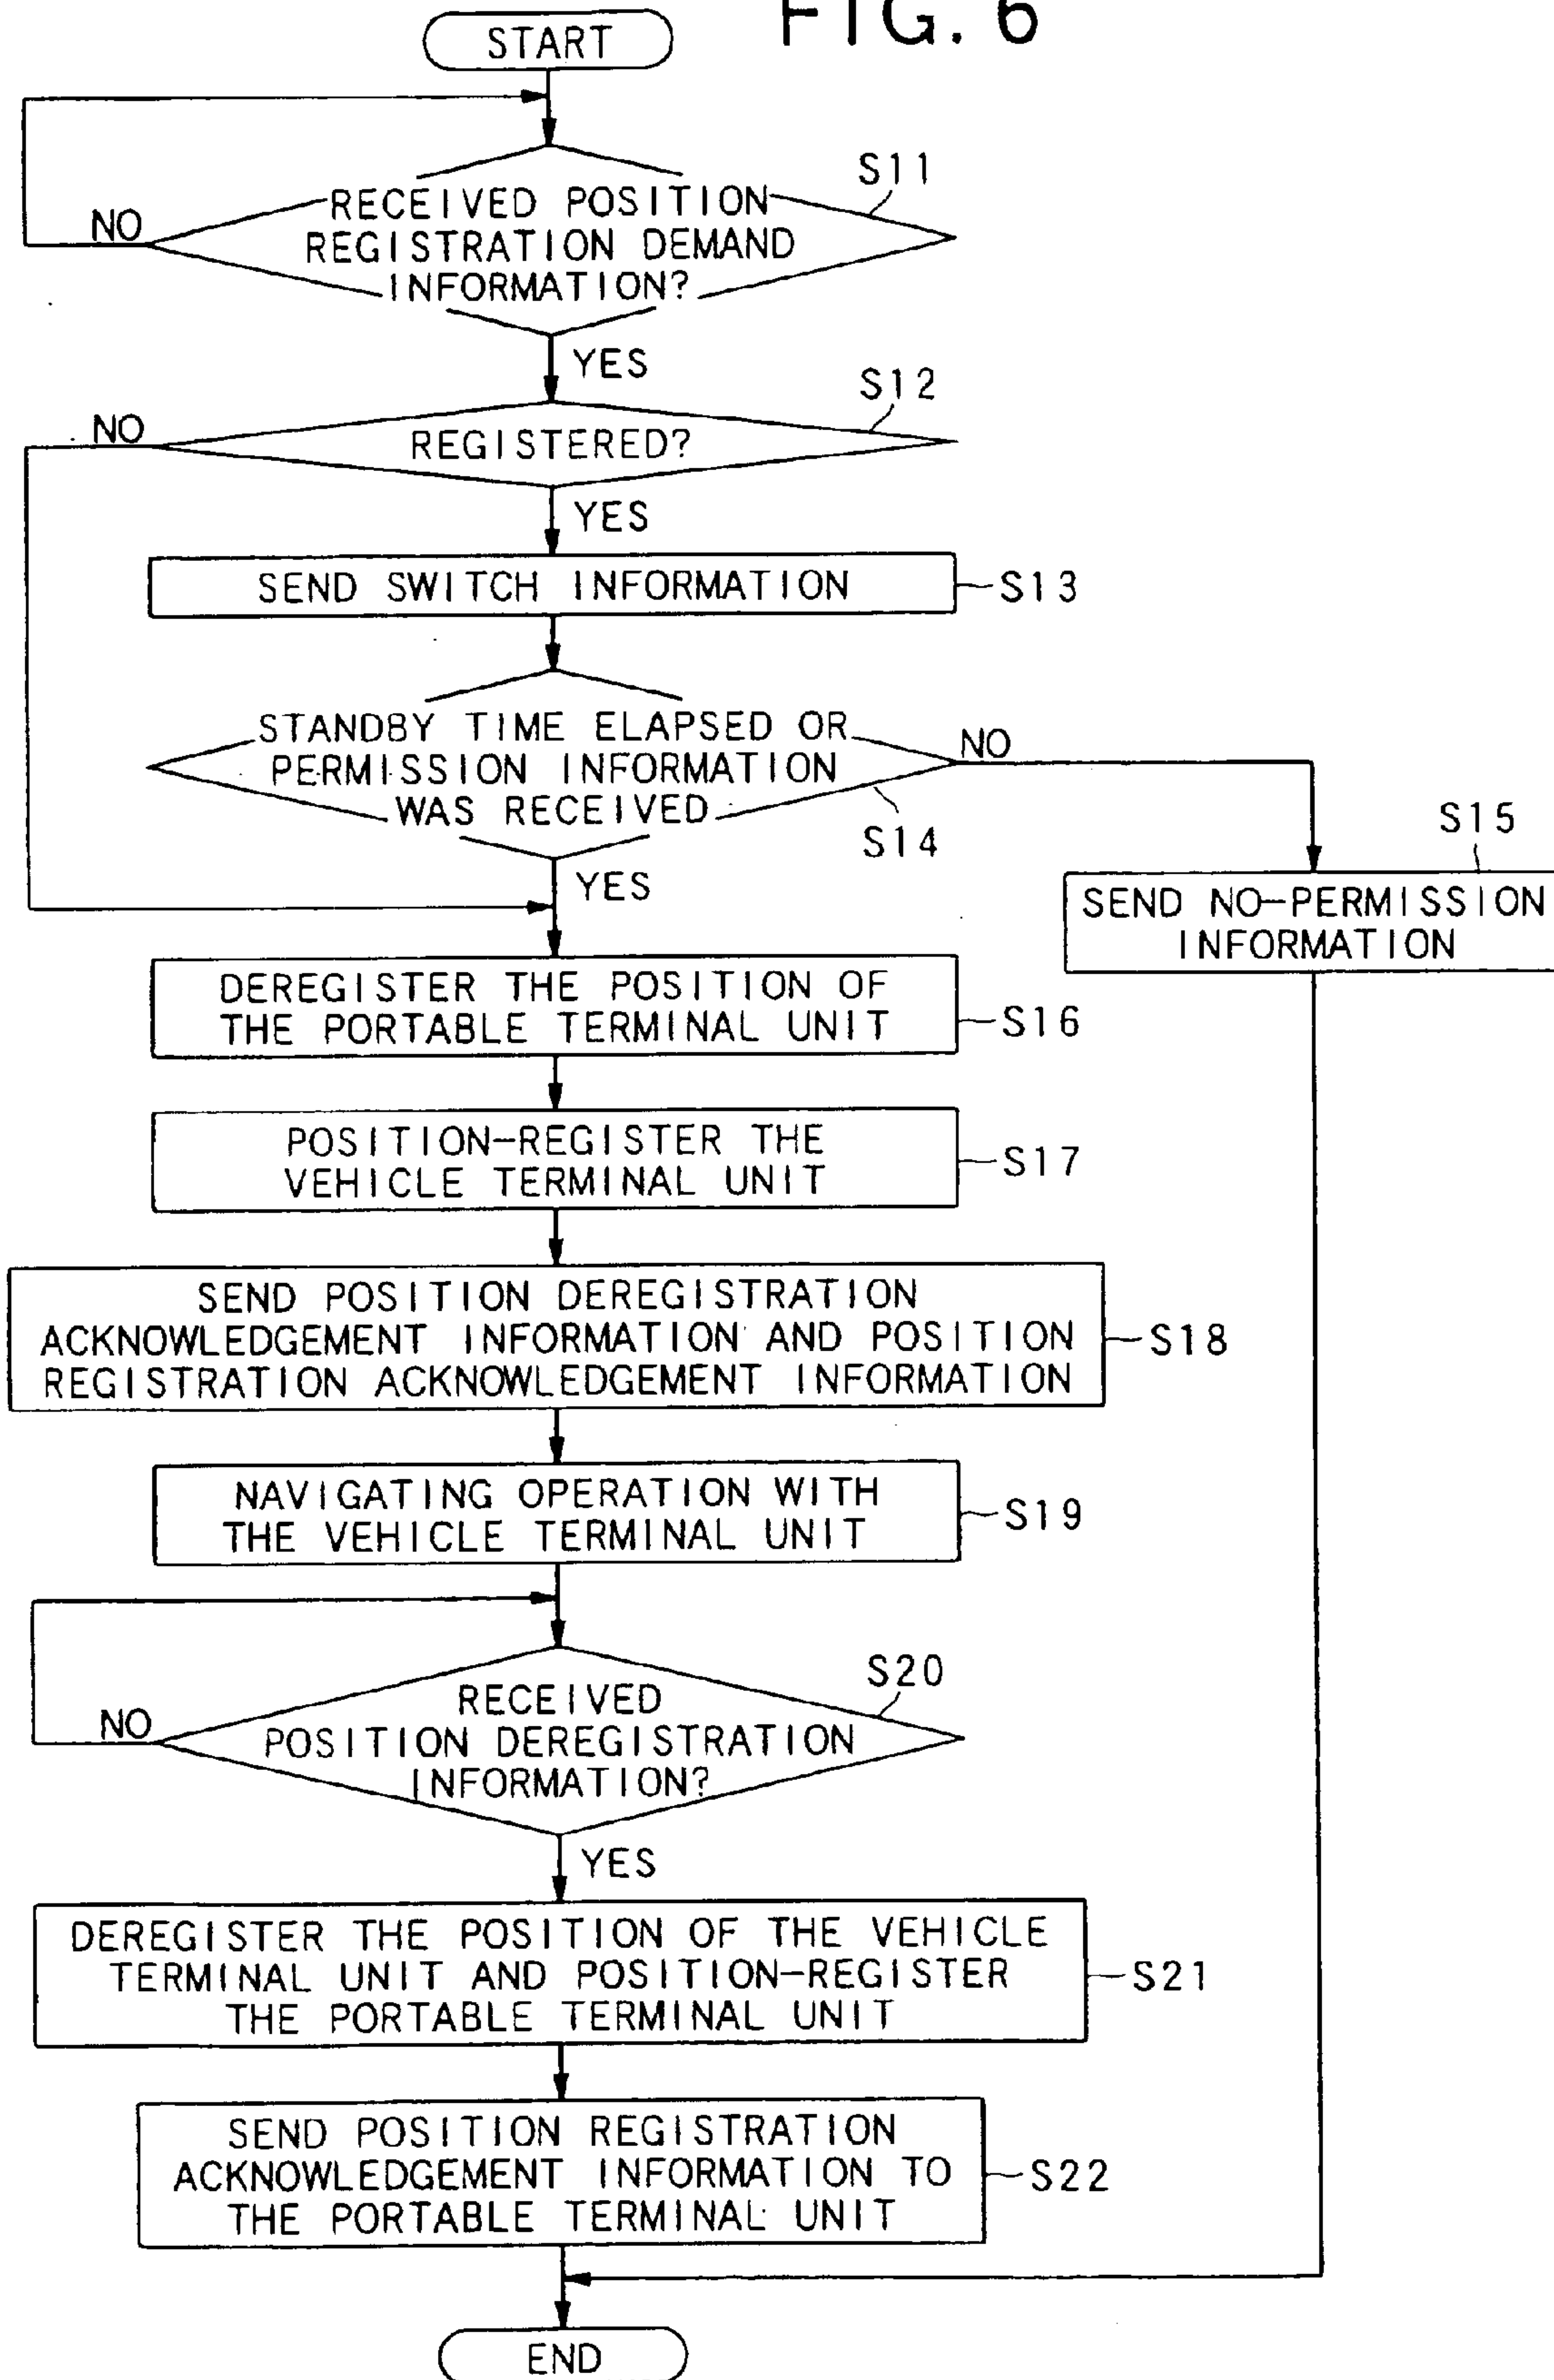 FIG. 6
START
S11
RECEIVED POSITION
REGISTRATION DEMAND
INFORMATION?
NO
YES
S12
NO
REGISTERED?
YES
SEND SWITCH INFORMATION
S13
STANDBY TIME ELAPSED OR
PERMISSION INFORMATION
WAS RECEIVED
NO
S14
YES
S15
SEND NO-PERMISSION
INFORMATION
DEREGISTER THE POSITION OF
THE PORTABLE TERMINAL UNIT
S16
POSITION-REGISTER THE
VEHICLE TERMINAL UNIT
S17
SEND POSITION DEREGISTRATION
ACKNOWLEDGEMENT INFORMATION AND POSITION
REGISTRATION ACKNOWLEDGEMENT INFORMATION
S18
NAVIGATING OPERATION WITH
THE VEHICLE TERMINAL UNIT
S19
S20
RECEIVED
POSITION DEREGISTRATION
INFORMATION?
NO
YES
DEREGISTER THE POSITION OF THE VEHICLE
TERMINAL UNIT AND POSITION-REGISTER
THE PORTABLE TERMINAL UNIT
S21
SEND POSITION REGISTRATION
ACKNOWLEDGEMENT INFORMATION TO
THE PORTABLE TERMINAL UNIT
S22
END